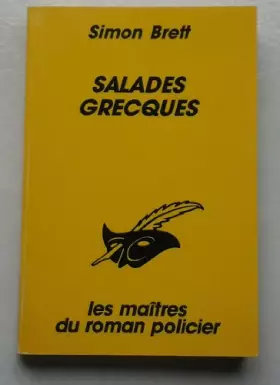 Simon Brett
SALADES
GRECQUES
les maîtres
du roman policier